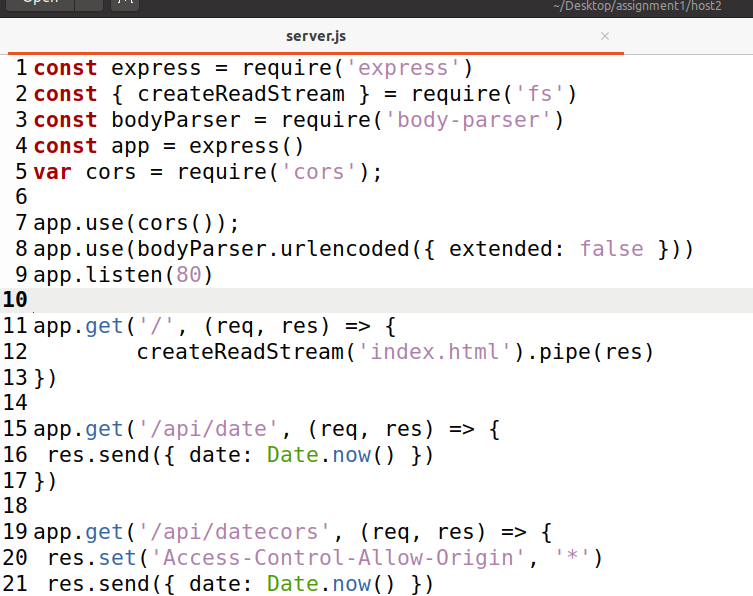 Open
~/Desktop/assignment1/host2
server.js ×
1 const express = require('express')
2 const { createReadStream } = require('fs')
3 const bodyParser = require('body-parser')
4 const app = express()
5 var cors = require('cors');
6
7 app.use(cors());
8 app.use(bodyParser.urlencoded({ extended: false }))
9 app.listen(80)
10
11 app.get('/', (req, res) => {
12         createReadStream('index.html').pipe(res)
13 })
14
15 app.get('/api/date', (req, res) => {
16  res.send({ date: Date.now() })
17 })
18
19 app.get('/api/datecors', (req, res) => {
20  res.set('Access-Control-Allow-Origin', '*')
21  res.send({ date: Date.now() })